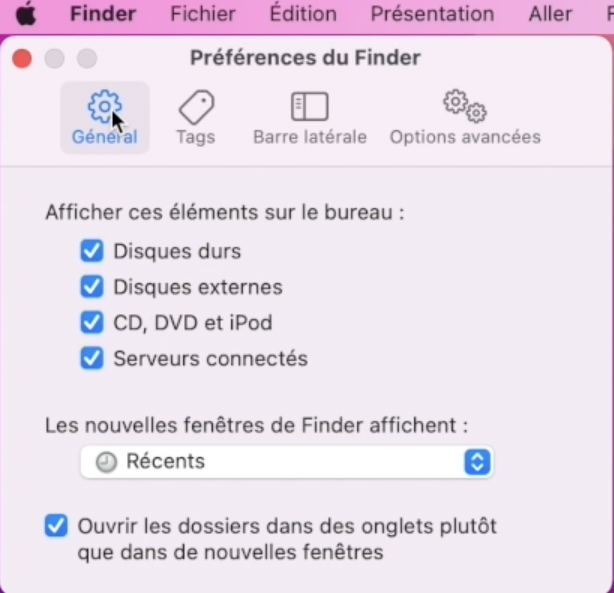 Finder Fichier Édition Présentation Aller
Préférences du Finder
Général Tags Barre latérale Options avancées
Afficher ces éléments sur le bureau :
Disques durs
Disques externes
CD, DVD et iPod
Serveurs connectés
Les nouvelles fenêtres de Finder affichent :
Récents
Ouvrir les dossiers dans des onglets plutôt
que dans de nouvelles fenêtres